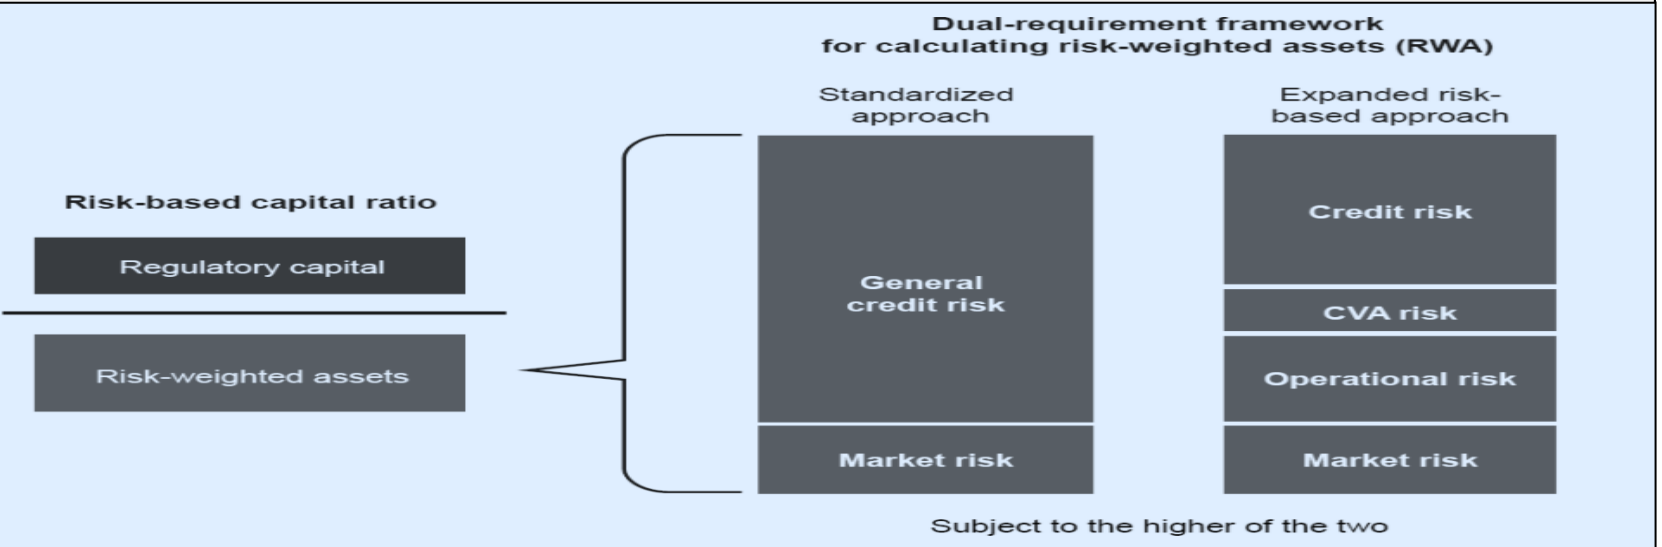 Dual-requirement framework
for calculating risk-weighted assets (RWA)
Standardized
approach
Expanded risk-
based approach
Risk-based capital ratio
Regulatory capital
Risk-weighted assets
General
credit risk
Market risk
Credit risk
CVA risk
Operational risk
Market risk
Subject to the higher of the two